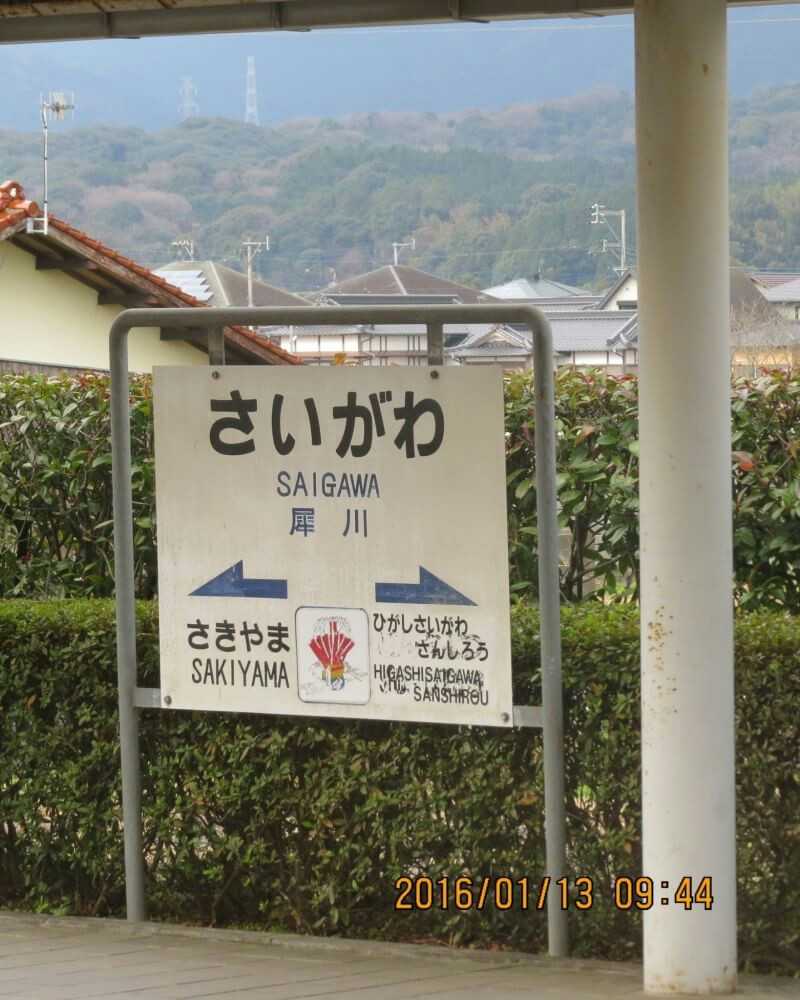 さいがわ
SAIGAWA
犀川
さきやま
SAKIYAMA
ひがしさいがわ
さんしろう
HIGASHISAIGAWA
SANSHIROU
2016/01/13 09:44